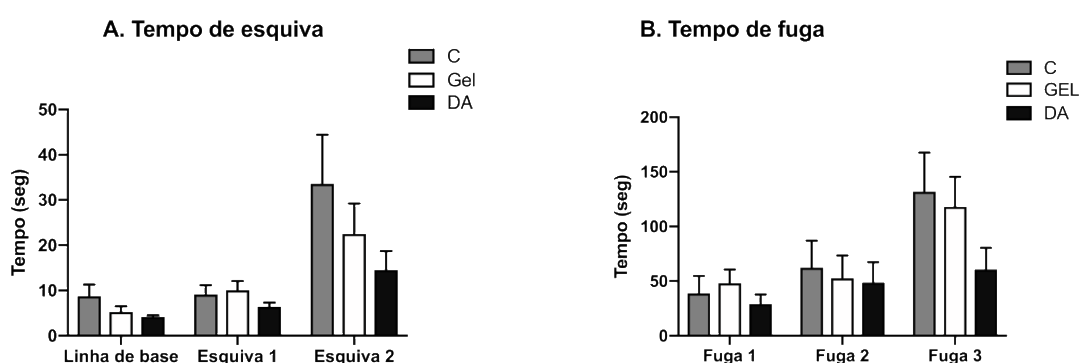 A. Tempo de esquiva
C
Gel
DA
Tempo (seg)
50
40
30
20
10
0
Linha de base
Esquiva 1
Esquiva 2
B. Tempo de fuga
C
GEL
DA
Tempo (seg)
200
150
100
50
0
Fuga 1
Fuga 2
Fuga 3